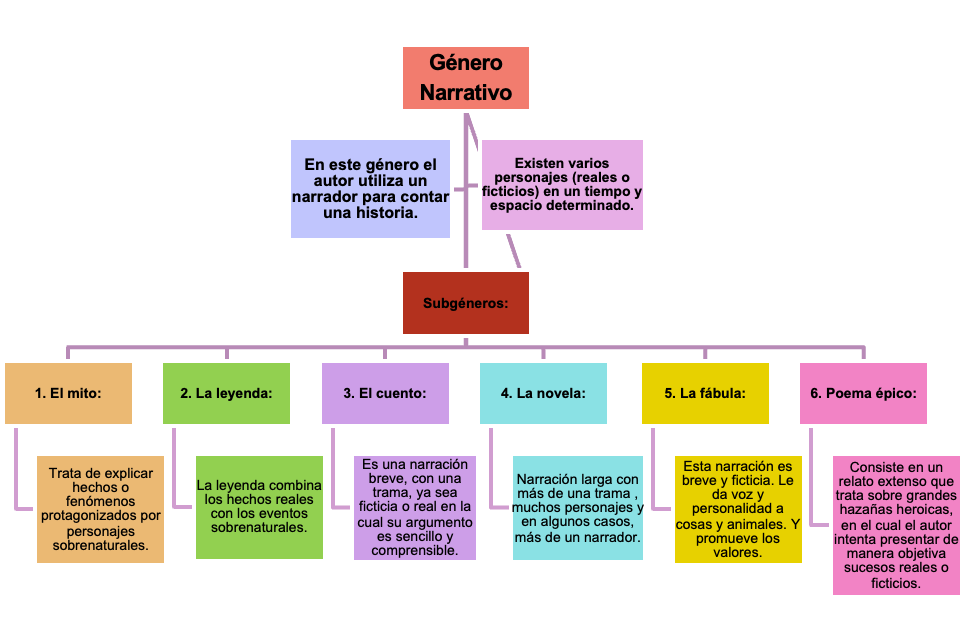 Género
Narrativo
En este género el
autor utiliza un
narrador para contar
una historia.
Existen varios
personajes (reales o
ficticios) en un tiempo y
espacio determinado.
Subgéneros:
1. El mito:
2. La leyenda:
3. El cuento:
4. La novela:
5. La fábula:
6. Poema épico:
Trata de explicar
hechos o
fenómenos
protagonizados por
personajes
sobrenaturales.
La leyenda combina
los hechos reales
con los eventos
sobrenaturales.
Es una narración
breve, con una
trama, ya sea
ficticia o real en la
cual su argumento
es sencillo y
comprensible.
Narración larga con
más de una trama ,
muchos personajes y
en algunos casos,
más de un narrador.
Esta narración es
breve y ficticia. Le
da voz y
personalidad a
cosas y animales. Y
promueve los
valores.
Consiste en un
relato extenso que
trata sobre grandes
hazañas heroicas,
en el cual el autor
intenta presentar de
manera objetiva
sucesos reales o
ficticios.